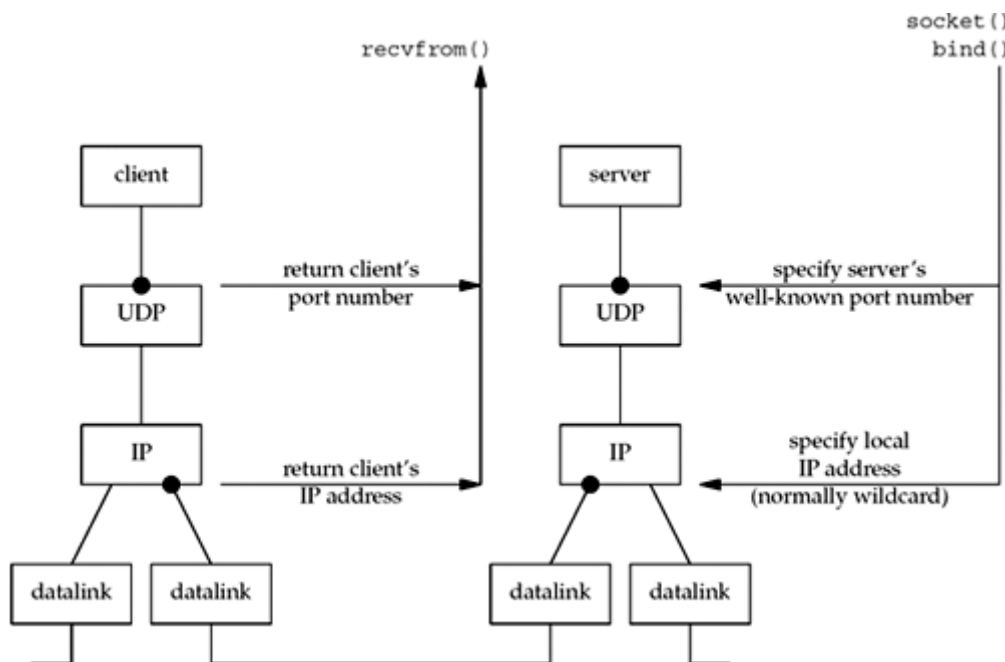 socket()
recvfrom()
bind()
client
server
return client's
port number
specify server's
well-known port number
UDP
UDP
IP
IP
return client's
IP address
specify local
IP address
(normally wildcard)
datalink
datalink
datalink
datalink